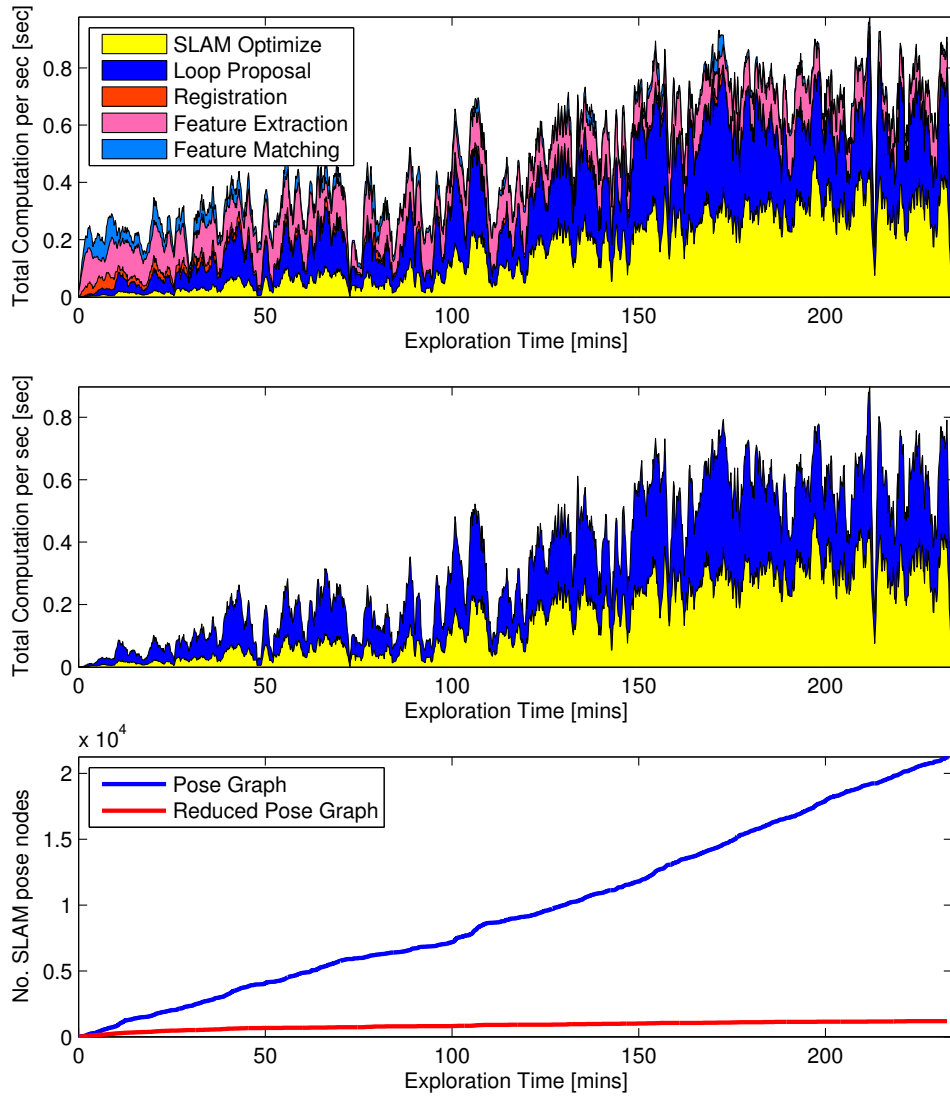 Total Computation per sec [sec]
0.8
0.6
0.4
0.2
0
SLAM Optimize
Loop Proposal
Registration
Feature Extraction
Feature Matching
0 50 100 150 200
Exploration Time [mins]
Total Computation per sec [sec]
0.8
0.6
0.4
0.2
0
0 50 100 150 200
Exploration Time [mins]
x 10^4
No. SLAM pose nodes
2
1.5
1
0.5
0
Pose Graph
Reduced Pose Graph
0 50 100 150 200
Exploration Time [mins]